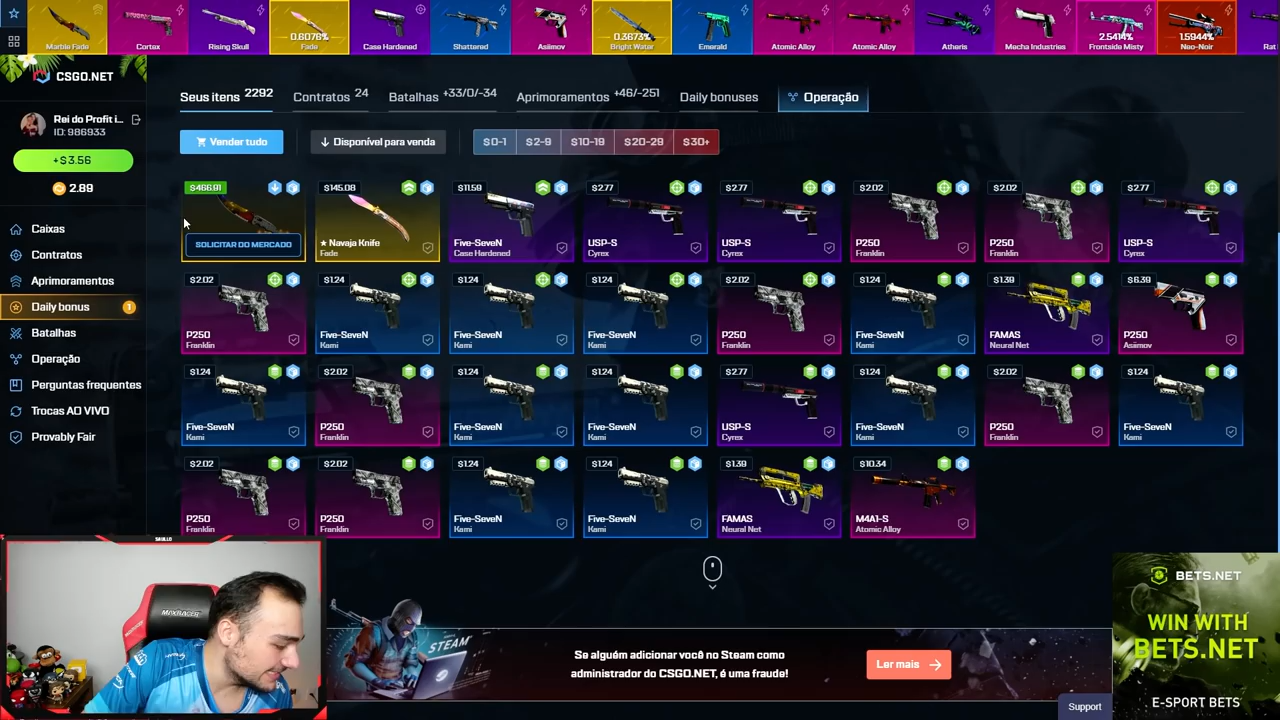 Marble Fade
Cortex
Rising Skull
0.6076%
Fade
Case Hardened
Shattered
Asiimov
0.3673%
Bright Water
Emerald
Atomic Alloy
Atomic Alloy
Atheris
Mecha Industries
2.5414%
Frontside Misty
1.5944%
Neo-Noir
Rat
CSGO.NET
Rei do Profit i...
ID: 986933
+$3.56
2.89
Caixas
Contratos
Aprimoramentos
Daily bonus 1
Batalhas
Operação
Perguntas frequentes
Trocas AO VIVO
Provably Fair
Seus itens 2292
Contratos 24
Batalhas +33/0/-34
Aprimoramentos +46/-251
Daily bonuses
Operação
Vender tudo
Disponível para venda
$0-1
$2-9
$10-19
$20-29
$30+
$466.91
SOLICITAR DO MERCADO
$145.08
★ Navaja Knife
Fade
$11.59
Five-SeveN
Case Hardened
$2.77
USP-S
Cyrex
$2.77
USP-S
Cyrex
$2.02
P250
Franklin
$2.02
P250
Franklin
$2.77
USP-S
Cyrex
$2.02
P250
Franklin
$1.24
Five-SeveN
Kami
$1.24
Five-SeveN
Kami
$1.24
Five-SeveN
Kami
$2.02
P250
Franklin
$1.24
Five-SeveN
Kami
$1.39
FAMAS
Neural Net
$6.39
P250
Asiimov
$1.24
Five-SeveN
Kami
$2.02
P250
Franklin
$1.24
Five-SeveN
Kami
$1.24
Five-SeveN
Kami
$2.77
USP-S
Cyrex
$1.24
Five-SeveN
Kami
$2.02
P250
Franklin
$1.24
Five-SeveN
Kami
$2.02
P250
Franklin
$2.02
P250
Franklin
$1.24
Five-SeveN
Kami
$1.24
Five-SeveN
Kami
$1.39
FAMAS
Neural Net
$10.34
M4A1-S
Atomic Alloy
SAULLO
MAXRACER
STEAM
Se alguém adicionar você no Steam como
administrador do CSGO.NET, é uma fraude!
Ler mais
Support
BETS.NET
WIN WITH
BETS.NET
E-SPORT BETS